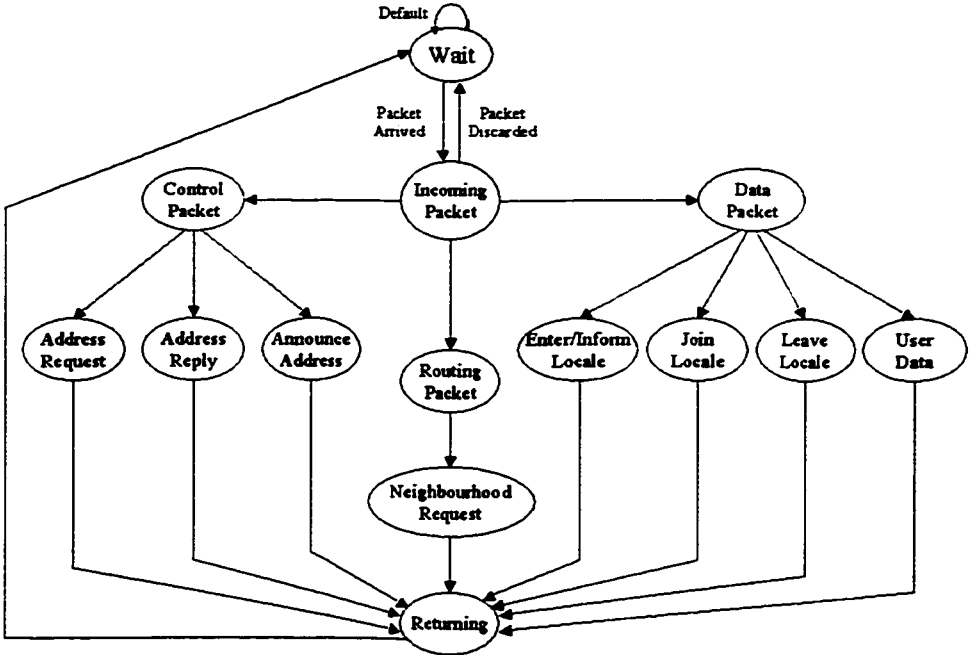 Default
Wait
Packet
Arrived
Packet
Discarded
Control
Packet
Incoming
Packet
Data
Packet
Address
Request
Address
Reply
Announce
Address
Enter/Inform
Locale
Join
Locale
Leave
Locale
User
Data
Routing
Packet
Neighbourhood
Request
Returning